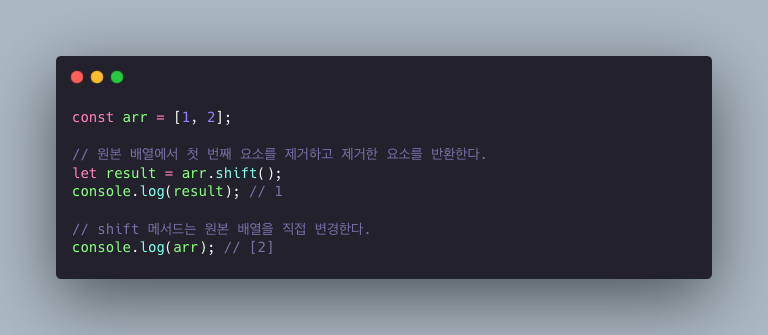 const arr = [1, 2];
// 원본 배열에서 첫 번째 요소를 제거하고 제거한 요소를 반환한다.
let result = arr.shift();
console.log(result); // 1
// shift 메서드는 원본 배열을 직접 변경한다.
console.log(arr); // [2]